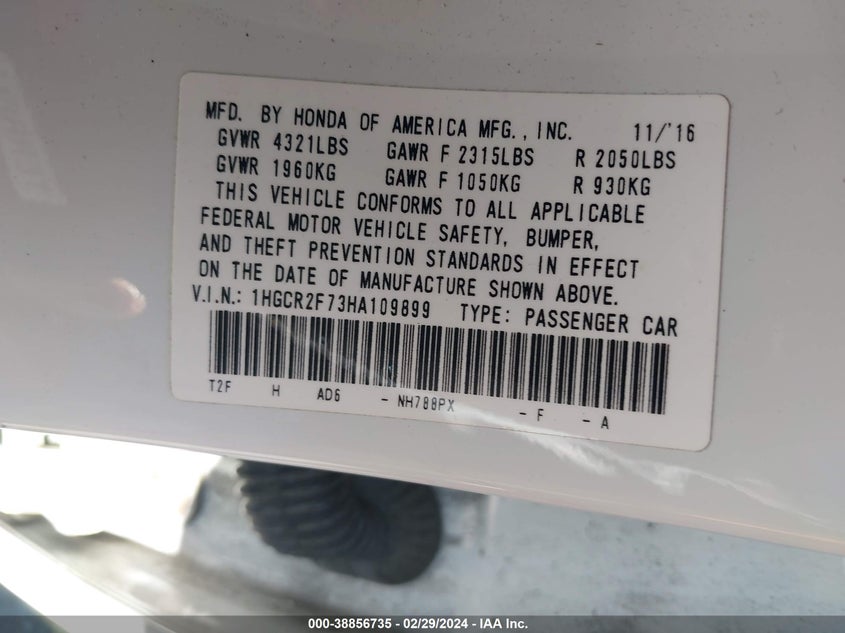 MFD. BY HONDA OF AMERICA MFG., INC. 11/'16
GVWR 4321LBS GAWR F 2315LBS R 2050LBS
GVWR 1960KG GAWR F 1050KG R 930KG
THIS VEHICLE CONFORMS TO ALL APPLICABLE
FEDERAL MOTOR VEHICLE SAFETY, BUMPER,
AND THEFT PREVENTION STANDARDS IN EFFECT
ON THE DATE OF MANUFACTURE SHOWN ABOVE.
V.I.N.: 1HGCR2F73HA109899 TYPE: PASSENGER CAR
T2F H AD6 - NH788PX - F - A
000-38856735 - 02/29/2024 - IAA Inc.